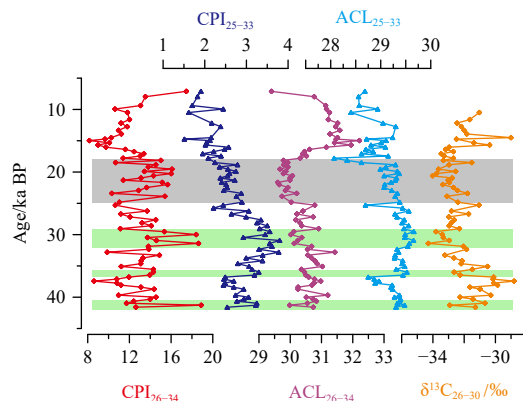 CPI25–33 ACL25–33
1 2 3 4 27 28 29 30
Age/ka BP
10
20
30
40
8 12 16 20 29 30 31 32 33 −34 −30
CPI26–34 ACL26–34 δ13C26–30 /‰